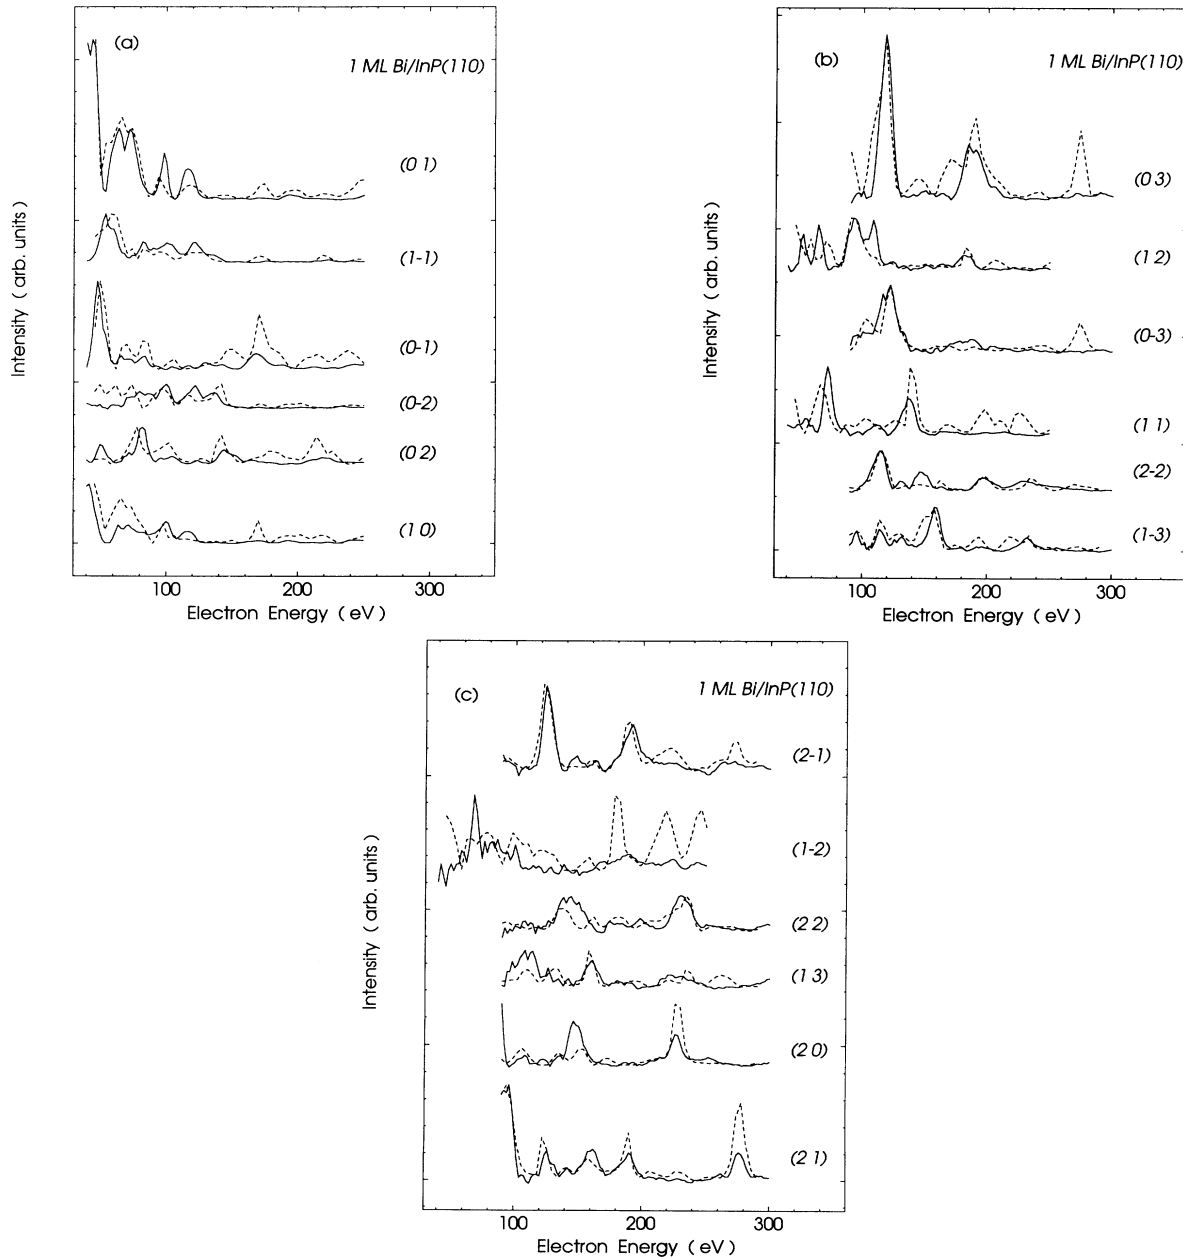 (a)
1 ML Bi/InP(110)
(0 1)
(1-1)
(0-1)
(0-2)
(0 2)
(1 0)
Intensity ( arb. units )
100
200
300
Electron Energy ( eV )
(b)
1 ML Bi/InP(110)
(0 3)
(1 2)
(0-3)
(1 1)
(2-2)
(1-3)
Intensity ( arb. units )
100
200
300
Electron Energy ( eV )
(c)
1 ML Bi/InP(110)
(2-1)
(1-2)
(2 2)
(1 3)
(2 0)
(2 1)
Intensity ( arb. units )
100
200
300
Electron Energy ( eV )